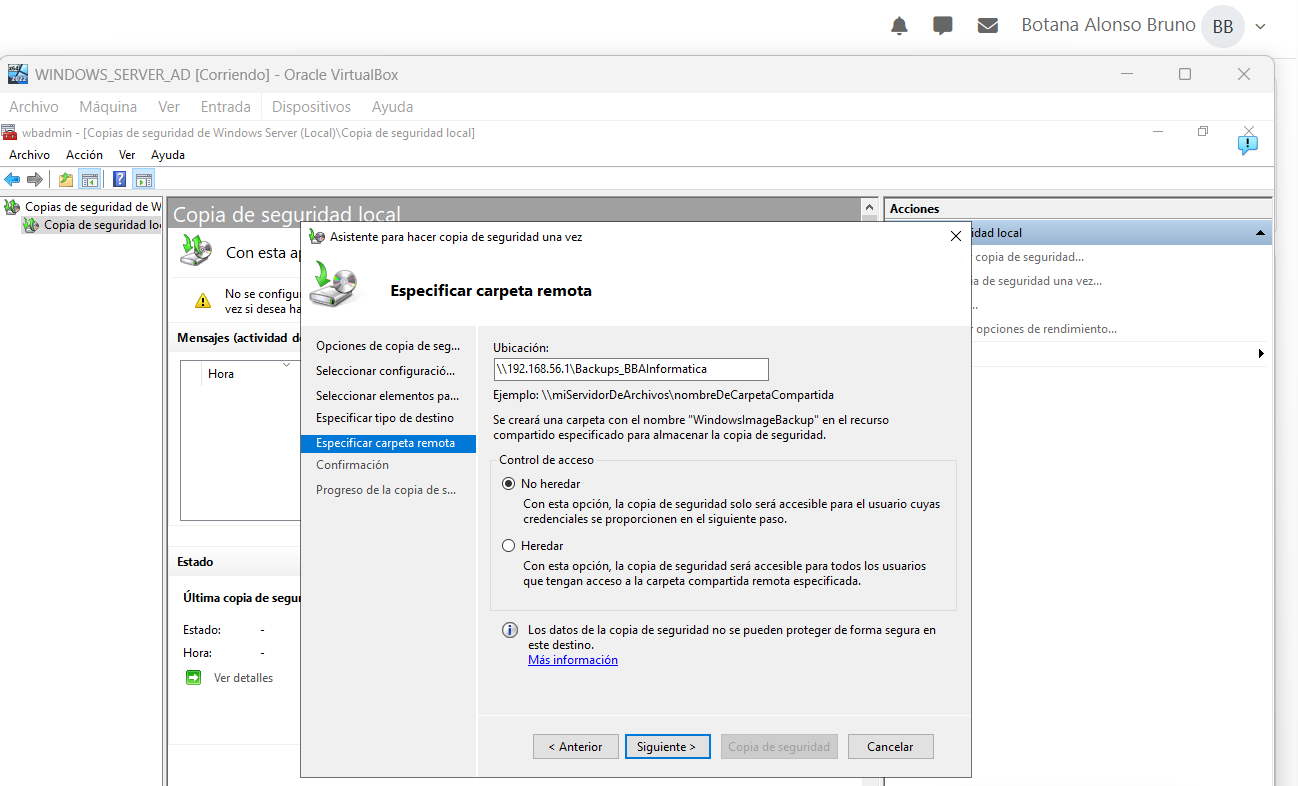 Botana Alonso Bruno BB
WINDOWS_SERVER_AD [Corriendo] - Oracle VirtualBox
Archivo Máquina Ver Entrada Dispositivos Ayuda
wbadmin - [Copias de seguridad de Windows Server (Local)\Copia de seguridad local]
Archivo Acción Ver Ayuda
Copias de seguridad de W
Copia de seguridad lo
Copia de seguridad local
Con esta ap
No se configu
vez si desea ha
Mensajes (actividad d
Hora
Estado
Última copia de segur
Estado: -
Hora: -
Ver detalles
Asistente para hacer copia de seguridad una vez
Especificar carpeta remota
Opciones de copia de seg...
Seleccionar configuració...
Seleccionar elementos pa...
Especificar tipo de destino
Especificar carpeta remota
Confirmación
Progreso de la copia de s...
Ubicación:
\\192.168.56.1\Backups_BBAInformatica
Ejemplo: \\miServidorDeArchivos\nombreDeCarpetaCompartida
Se creará una carpeta con el nombre "WindowsImageBackup" en el recurso
compartido especificado para almacenar la copia de seguridad.
Control de acceso
No heredar
Con esta opción, la copia de seguridad solo será accesible para el usuario cuyas
credenciales se proporcionen en el siguiente paso.
Heredar
Con esta opción, la copia de seguridad será accesible para todos los usuarios
que tengan acceso a la carpeta compartida remota especificada.
Los datos de la copia de seguridad no se pueden proteger de forma segura en
este destino.
Más información
< Anterior
Siguiente >
Copia de seguridad
Cancelar
Acciones
idad local
copia de seguridad...
ia de seguridad una vez...
..
r opciones de rendimiento...